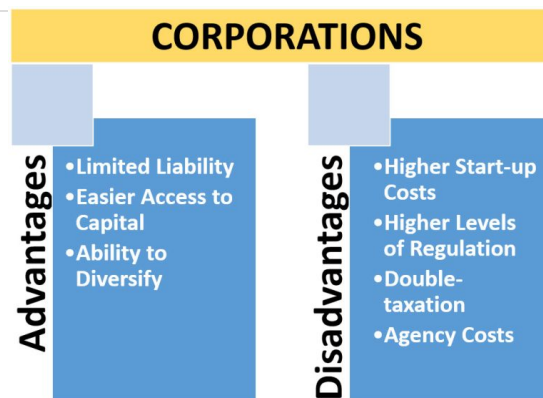 CORPORATIONS
Advantages
•Limited Liability
•Easier Access to
Capital
•Ability to
Diversify
Disadvantages
•Higher Start-up
Costs
•Higher Levels
of Regulation
•Double-
taxation
•Agency Costs